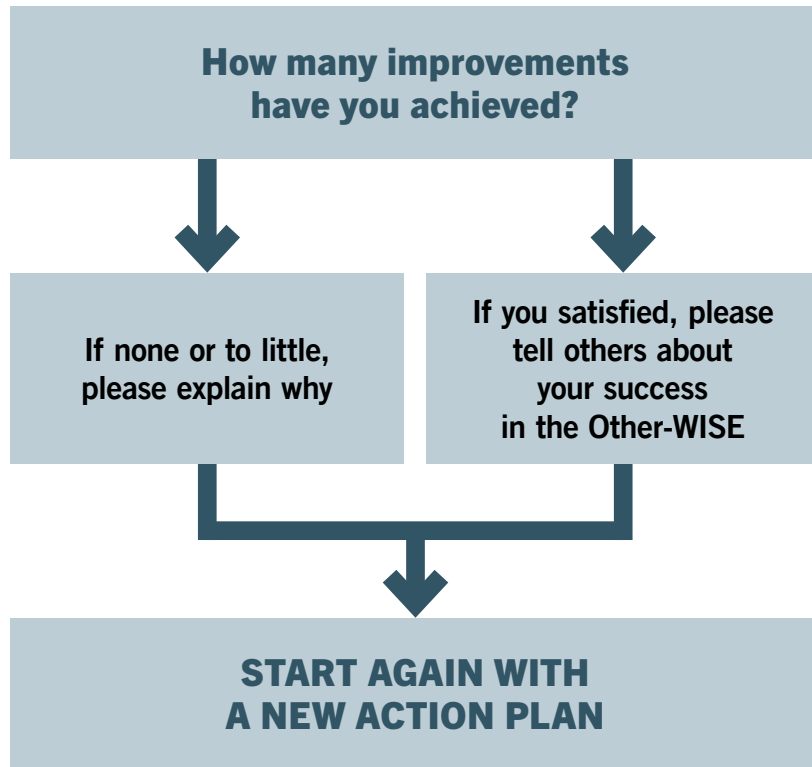 How many improvements
have you achieved?
If none or to little,
please explain why
If you satisfied, please
tell others about
your success
in the Other-WISE
START AGAIN WITH
A NEW ACTION PLAN